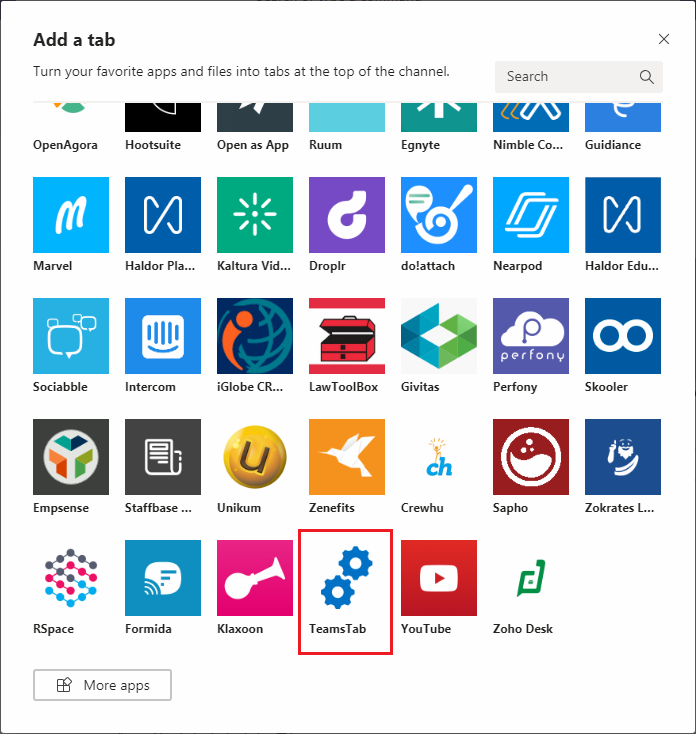 Add a tab
Turn your favorite apps and files into tabs at the top of the channel.
Search
OpenAgora Hootsuite Open as App Ruum Egnyte Nimble Co... Guidiance
Marvel Haldor Pla... Kaltura Vid... Droplr do!attach Nearpod Haldor Edu...
perfony
Sociabble Intercom iGlobe CR... LawToolBox Givitas Perfony Skooler
U
ch
Empsense Staffbase ... Unikum Zenefits Crewhu Sapho Zokrates L...
RSpace Formida Klaxoon TeamsTab YouTube Zoho Desk
More apps